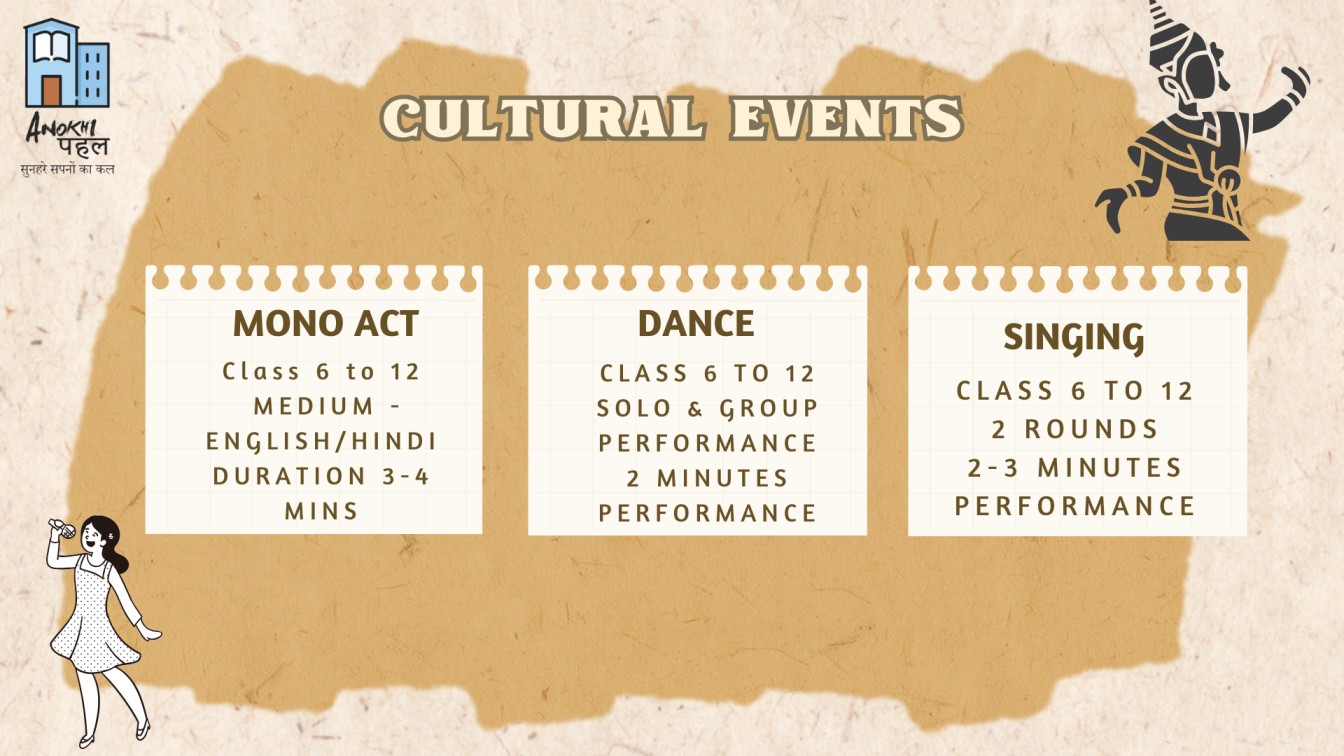 ANOKHI
पहल
सुनहरे सपनों का कल
CULTURAL EVENTS
MONO ACT
Class 6 to 12
MEDIUM -
ENGLISH/HINDI
DURATION 3-4
MINS
DANCE
CLASS 6 TO 12
SOLO & GROUP
PERFORMANCE
2 MINUTES
PERFORMANCE
SINGING
CLASS 6 TO 12
2 ROUNDS
2-3 MINUTES
PERFORMANCE